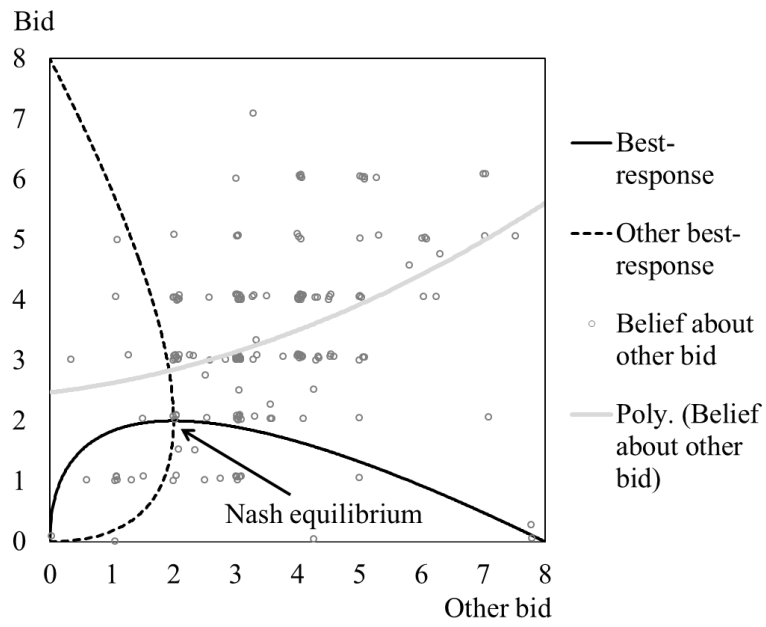 Bid
8
7
6
5
4
3
2
1
0
0 1 2 3 4 5 6 7 8
Other bid
Nash equilibrium
Best-
response
Other best-
response
Belief about
other bid
Poly. (Belief
about other
bid)